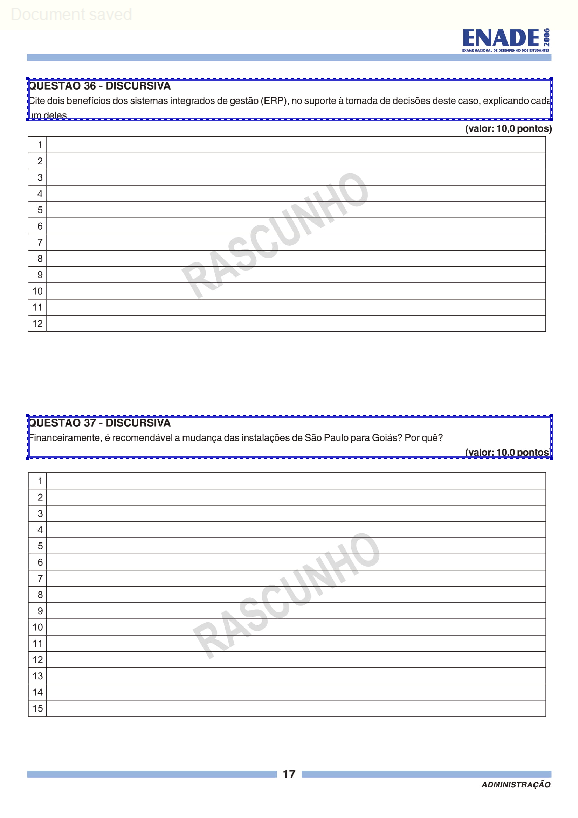 Document saved
ENADE 2006
EXAME NACIONAL DE DESEMPENHO DOS ESTUDANTES
QUESTÃO 36 - DISCURSIVA
Cite dois benefícios dos sistemas integrados de gestão (ERP), no suporte à tomada de decisões deste caso, explicando cada
um deles.
(valor: 10,0 pontos)
1
2
3
4
5
6
7
8
9
10
11
12
RASCUNHO
QUESTÃO 37 - DISCURSIVA
Financeiramente, é recomendável a mudança das instalações de São Paulo para Goiás? Por quê?
(valor: 10,0 pontos)
1
2
3
4
5
6
7
8
9
10
11
12
13
14
15
RASCUNHO
17
ADMINISTRAÇÃO